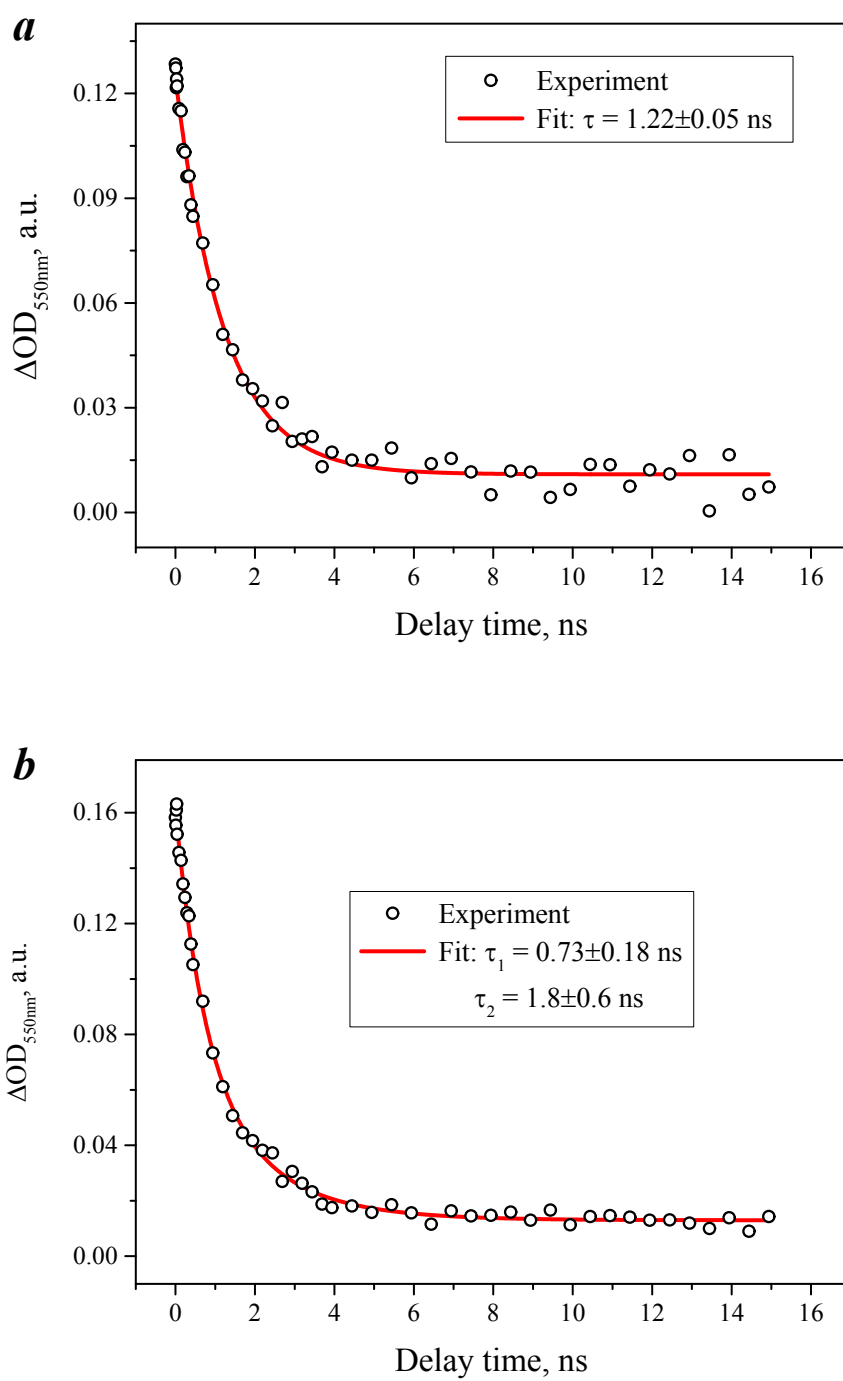 a
Experiment
Fit: τ = 1.22±0.05 ns
0.12
0.09
0.06
0.03
0.00
ΔOD550nm, a.u.
0 2 4 6 8 10 12 14 16
Delay time, ns
b
Experiment
Fit: τ1 = 0.73±0.18 ns
τ2 = 1.8±0.6 ns
0.16
0.12
0.08
0.04
0.00
ΔOD550nm, a.u.
0 2 4 6 8 10 12 14 16
Delay time, ns